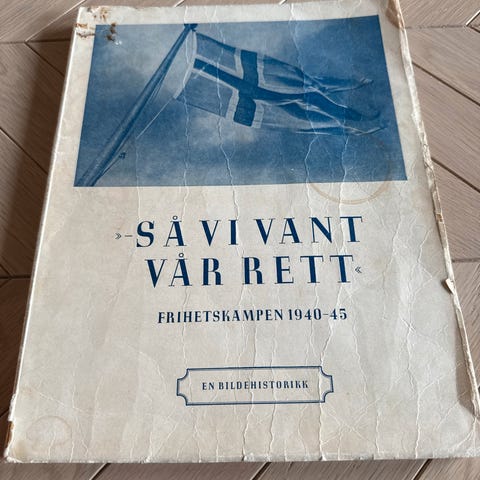 »–SÅ VI VANT
VÅR RETT«
FRIHETSKAMPEN 1940–45
EN BILDEHISTORIKK